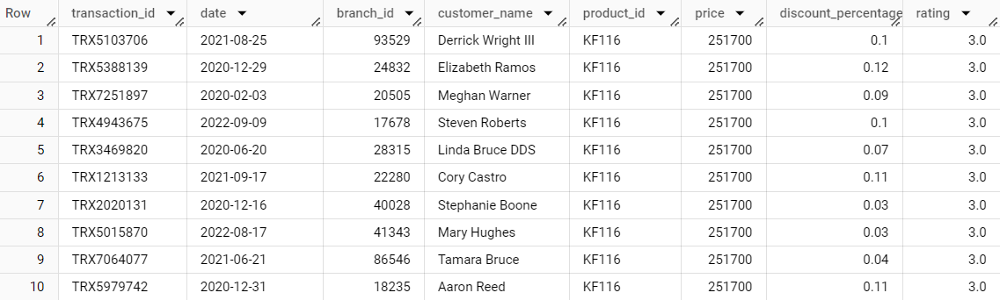 Row transaction_id date branch_id customer_name product_id price discount_percentage rating
1 TRX5103706 2021-08-25 93529 Derrick Wright III KF116 251700 0.1 3.0
2 TRX5388139 2020-12-29 24832 Elizabeth Ramos KF116 251700 0.12 3.0
3 TRX7251897 2020-02-03 20505 Meghan Warner KF116 251700 0.09 3.0
4 TRX4943675 2022-09-09 17678 Steven Roberts KF116 251700 0.1 3.0
5 TRX3469820 2020-06-20 28315 Linda Bruce DDS KF116 251700 0.07 3.0
6 TRX1213133 2021-09-17 22280 Cory Castro KF116 251700 0.11 3.0
7 TRX2020131 2020-12-16 40028 Stephanie Boone KF116 251700 0.03 3.0
8 TRX5015870 2022-08-17 41343 Mary Hughes KF116 251700 0.03 3.0
9 TRX7064077 2021-06-21 86546 Tamara Bruce KF116 251700 0.04 3.0
10 TRX5979742 2020-12-31 18235 Aaron Reed KF116 251700 0.11 3.0